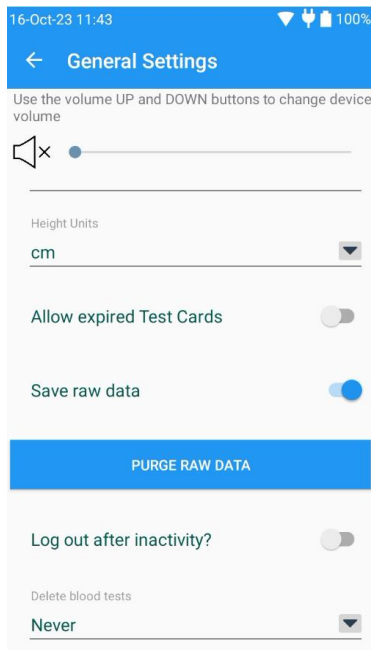 16-Oct-23 11:43 100%
General Settings
Use the volume UP and DOWN buttons to change device
volume
Height Units
cm
Allow expired Test Cards
Save raw data
PURGE RAW DATA
Log out after inactivity?
Delete blood tests
Never